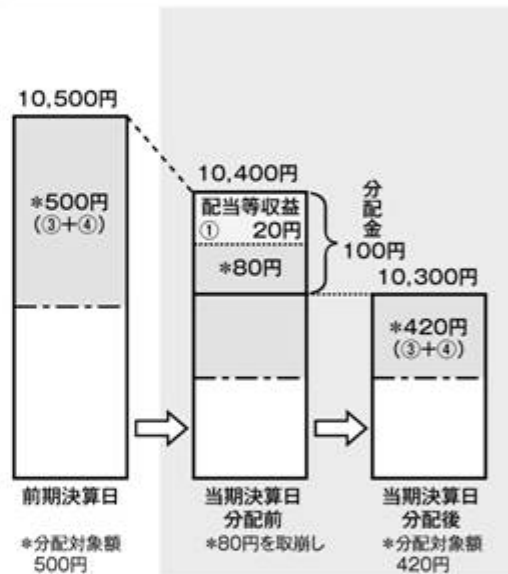 10,500円
*500円
(③+④)
前期決算日
*分配対象額
500円
10,400円
配当等収益
① 20円
*80円
分配金
100円
当期決算日
分配前
*80円を取崩し
10,300円
*420円
(③+④)
当期決算日
分配後
*分配対象額
420円